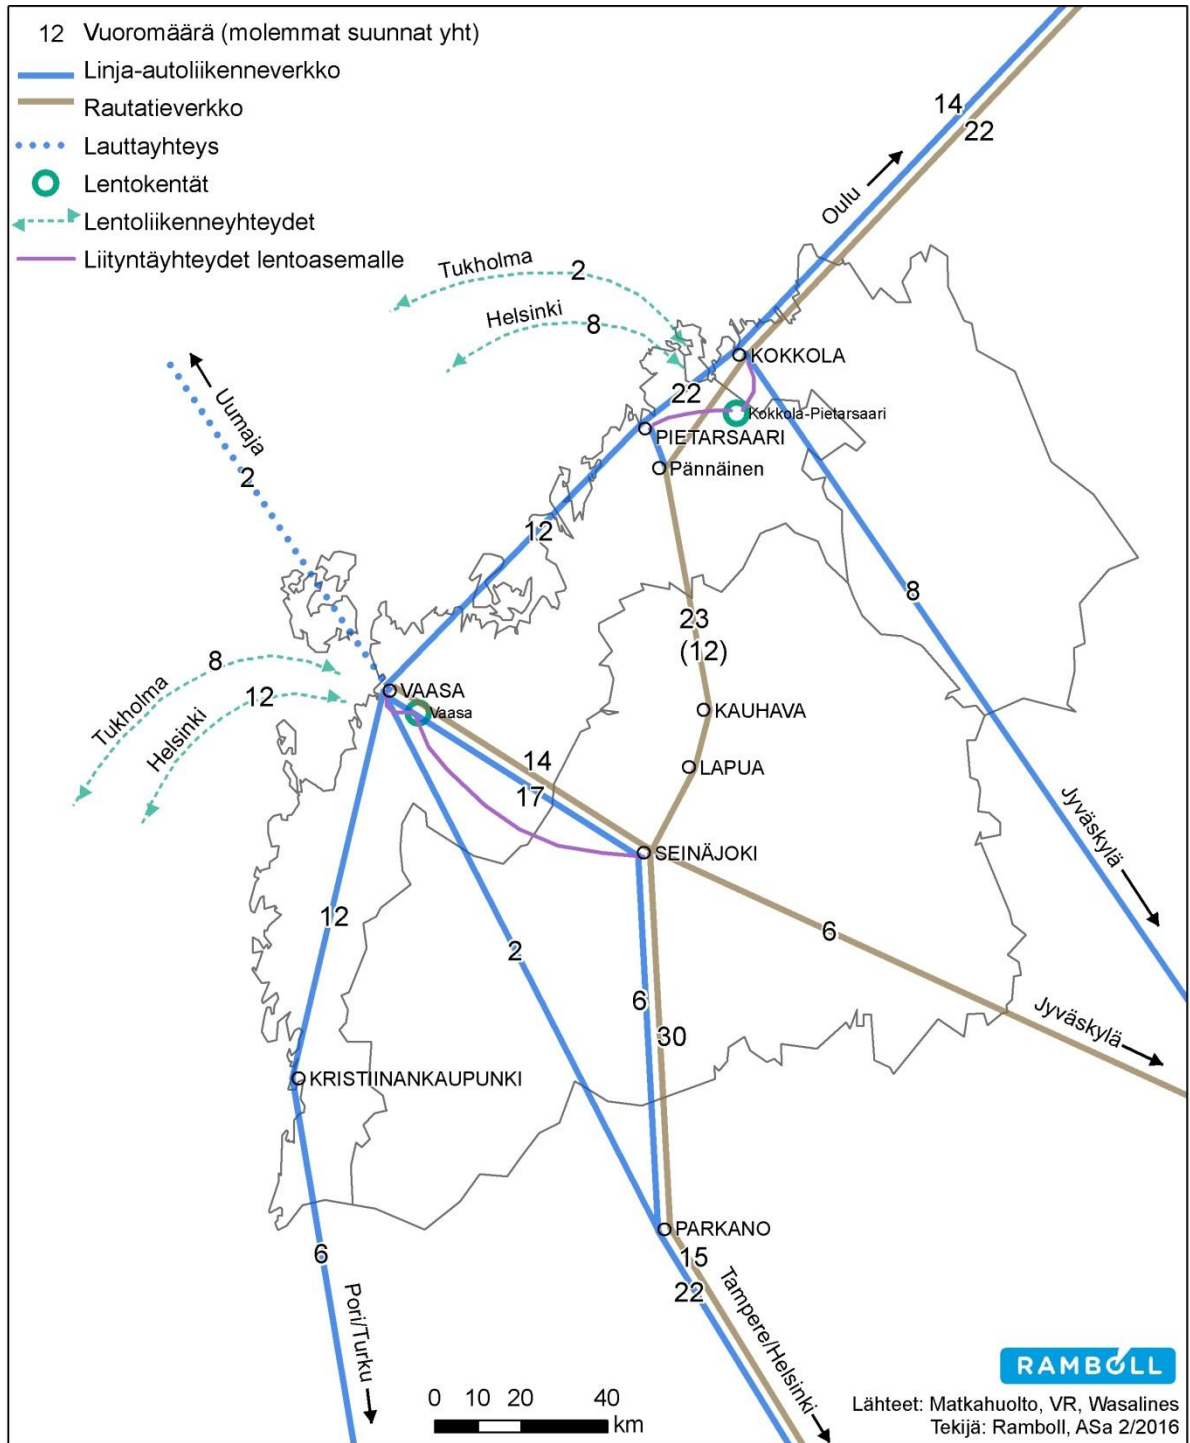 12 Vuoromäärä (molemmat suunnat yht)
Linja-autoliikenneverkko
Rautatieverkko
Lauttayhteys
Lentokentät
Lentoliikenneyhteydet
Liityntäyhteydet lentoasemalle
14
22
Oulu
Tukholma
2
Helsinki
8
KOKKOLA
22
Kokkola-Pietarsaari
PIETARSAARI
Pännäinen
Uumaja
2
12
8
23
(12)
8
Tukholma
12
Helsinki
VAASA
Vaasa
KAUHAVA
LAPUA
14
17
Jyväskylä
SEINÄJOKI
12
2
6
6
30
Jyväskylä
KRISTIINANKAUPUNKI
PARKANO
6
15
22
Pori/Turku
Tampere/Helsinki
0 10 20 40
km
RAMBOLL
Lähteet: Matkahuolto, VR, Wasalines
Tekijä: Ramboll, ASa 2/2016